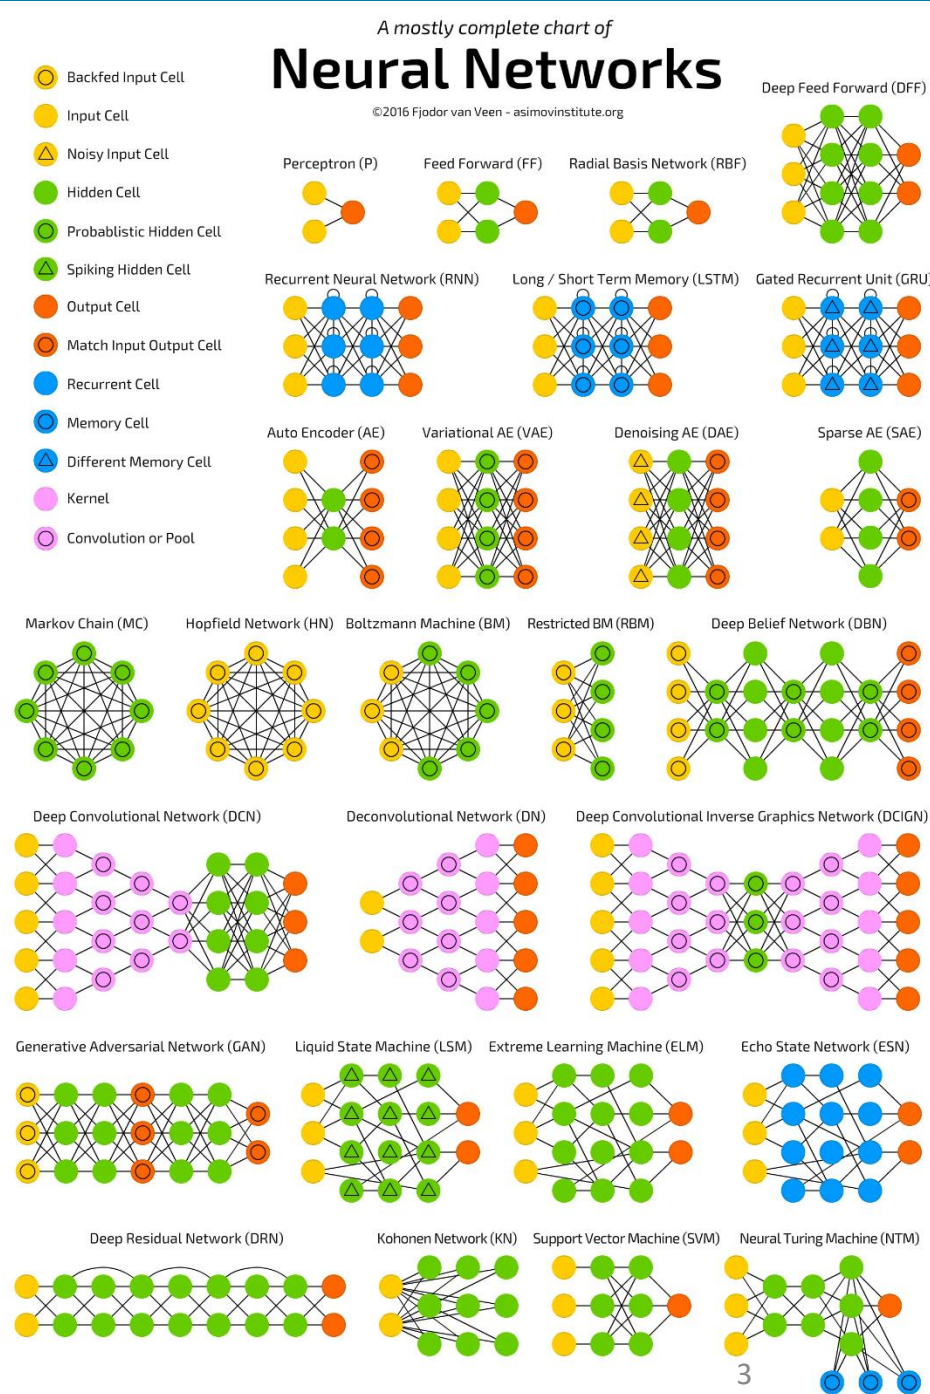 A mostly complete chart of
Neural Networks
©2016 Fjodor van Veen - asimovinstitute.org
Backfed Input Cell
Input Cell
Noisy Input Cell
Hidden Cell
Probablistic Hidden Cell
Spiking Hidden Cell
Output Cell
Match Input Output Cell
Recurrent Cell
Memory Cell
Different Memory Cell
Kernel
Convolution or Pool
Deep Feed Forward (DFF)
Perceptron (P)
Feed Forward (FF)
Radial Basis Network (RBF)
Recurrent Neural Network (RNN)
Long / Short Term Memory (LSTM)
Gated Recurrent Unit (GRU)
Auto Encoder (AE)
Variational AE (VAE)
Denoising AE (DAE)
Sparse AE (SAE)
Markov Chain (MC)
Hopfield Network (HN)
Boltzmann Machine (BM)
Restricted BM (RBM)
Deep Belief Network (DBN)
Deep Convolutional Network (DCN)
Deconvolutional Network (DN)
Deep Convolutional Inverse Graphics Network (DCIGN)
Generative Adversarial Network (GAN)
Liquid State Machine (LSM)
Extreme Learning Machine (ELM)
Echo State Network (ESN)
Deep Residual Network (DRN)
Kohonen Network (KN)
Support Vector Machine (SVM)
Neural Turing Machine (NTM)
3